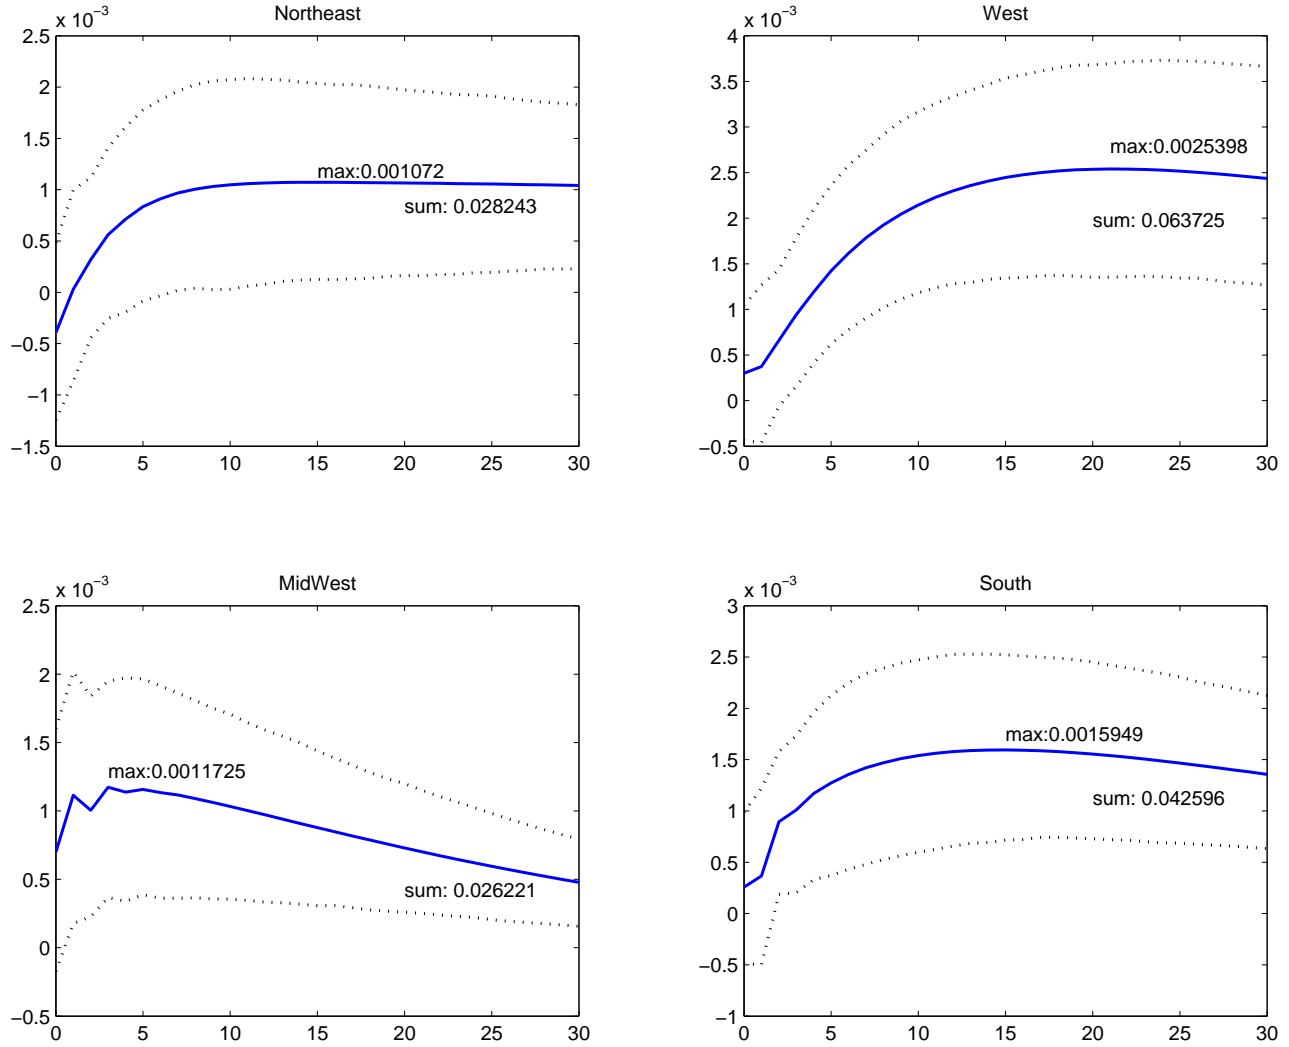 Northeast
x 10−3
2.5
2
1.5
1
0.5
0
−0.5
−1
−1.5
0 5 10 15 20 25 30
max:0.001072
sum: 0.028243
West
x 10−3
4
3.5
3
2.5
2
1.5
1
0.5
0
−0.5
0 5 10 15 20 25 30
max:0.0025398
sum: 0.063725
MidWest
x 10−3
2.5
2
1.5
1
0.5
0
−0.5
0 5 10 15 20 25 30
max:0.0011725
sum: 0.026221
South
x 10−3
3
2.5
2
1.5
1
0.5
0
−0.5
−1
0 5 10 15 20 25 30
max:0.0015949
sum: 0.042596